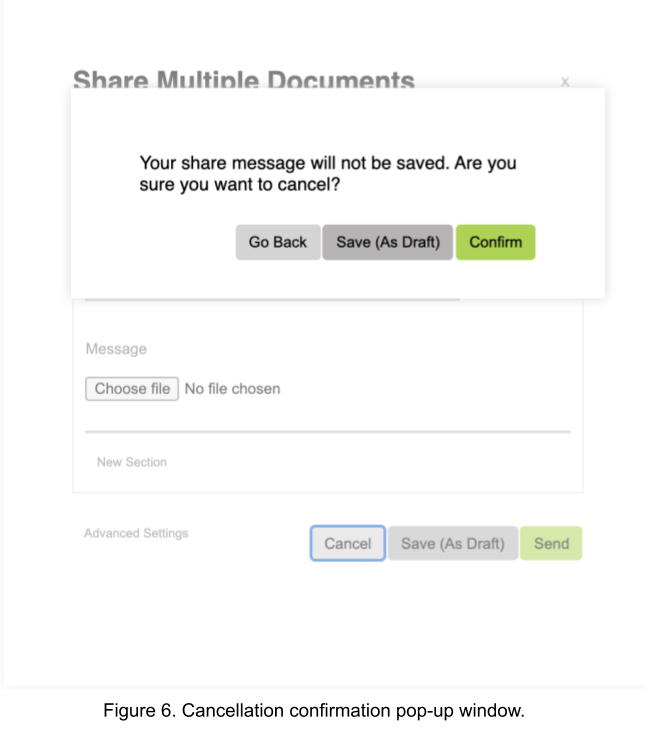 Share Multiple Documents
x
Your share message will not be saved. Are you
sure you want to cancel?
Go Back Save (As Draft) Confirm
Message
Choose file No file chosen
New Section
Advanced Settings
Cancel Save (As Draft) Send
Figure 6. Cancellation confirmation pop-up window.